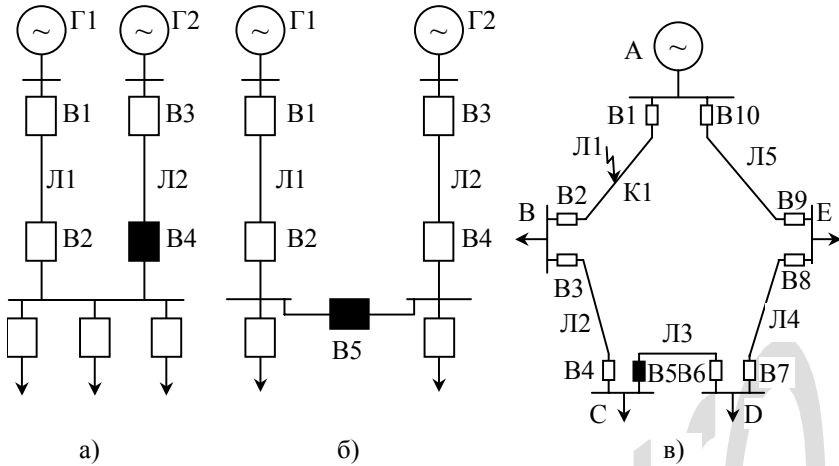 Г1
Г2
В1
В3
Л1
Л2
В2
В4
а)
Г1
Г2
В1
В3
Л1
Л2
В2
В4
В5
б)
А
~
~
~
~
~
В1
В10
Л1
К1
Л5
В2
В9
В
Е
В3
В8
Л2
Л3
Л4
В4
В5
В6
В7
С
D
в)